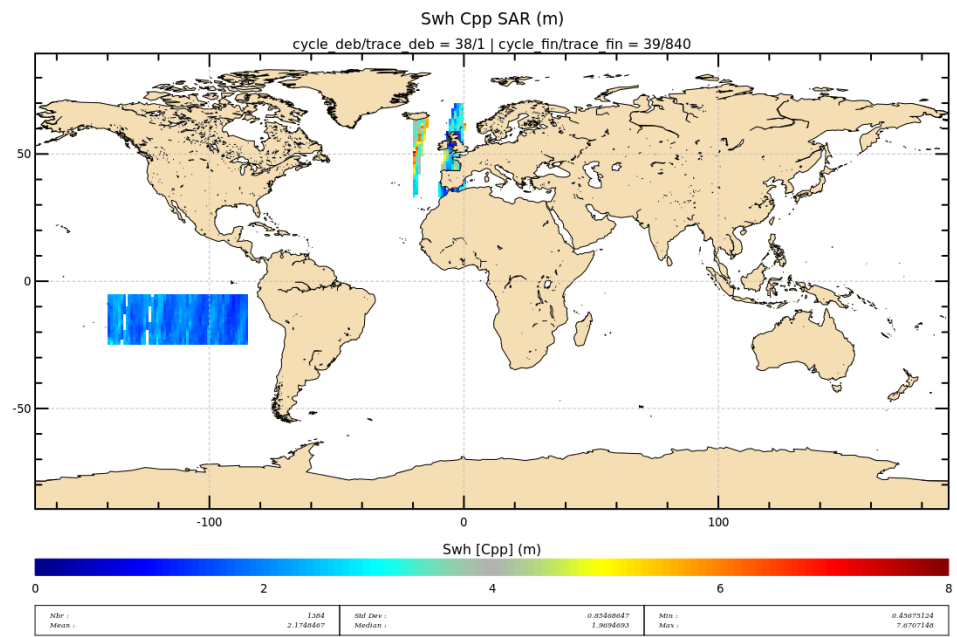 Swh Cpp SAR (m)
cycle_deb/trace_deb = 38/1 | cycle_fin/trace_fin = 39/840
50
0
-50
-100 0 100
Swh [Cpp] (m)
0 2 4 6 8
Nbr : 1384 Std Dev : 0.83468647 Min : 0.45675124
Mean : 2.1748467 Median : 1.9694693 Max : 7.6707148